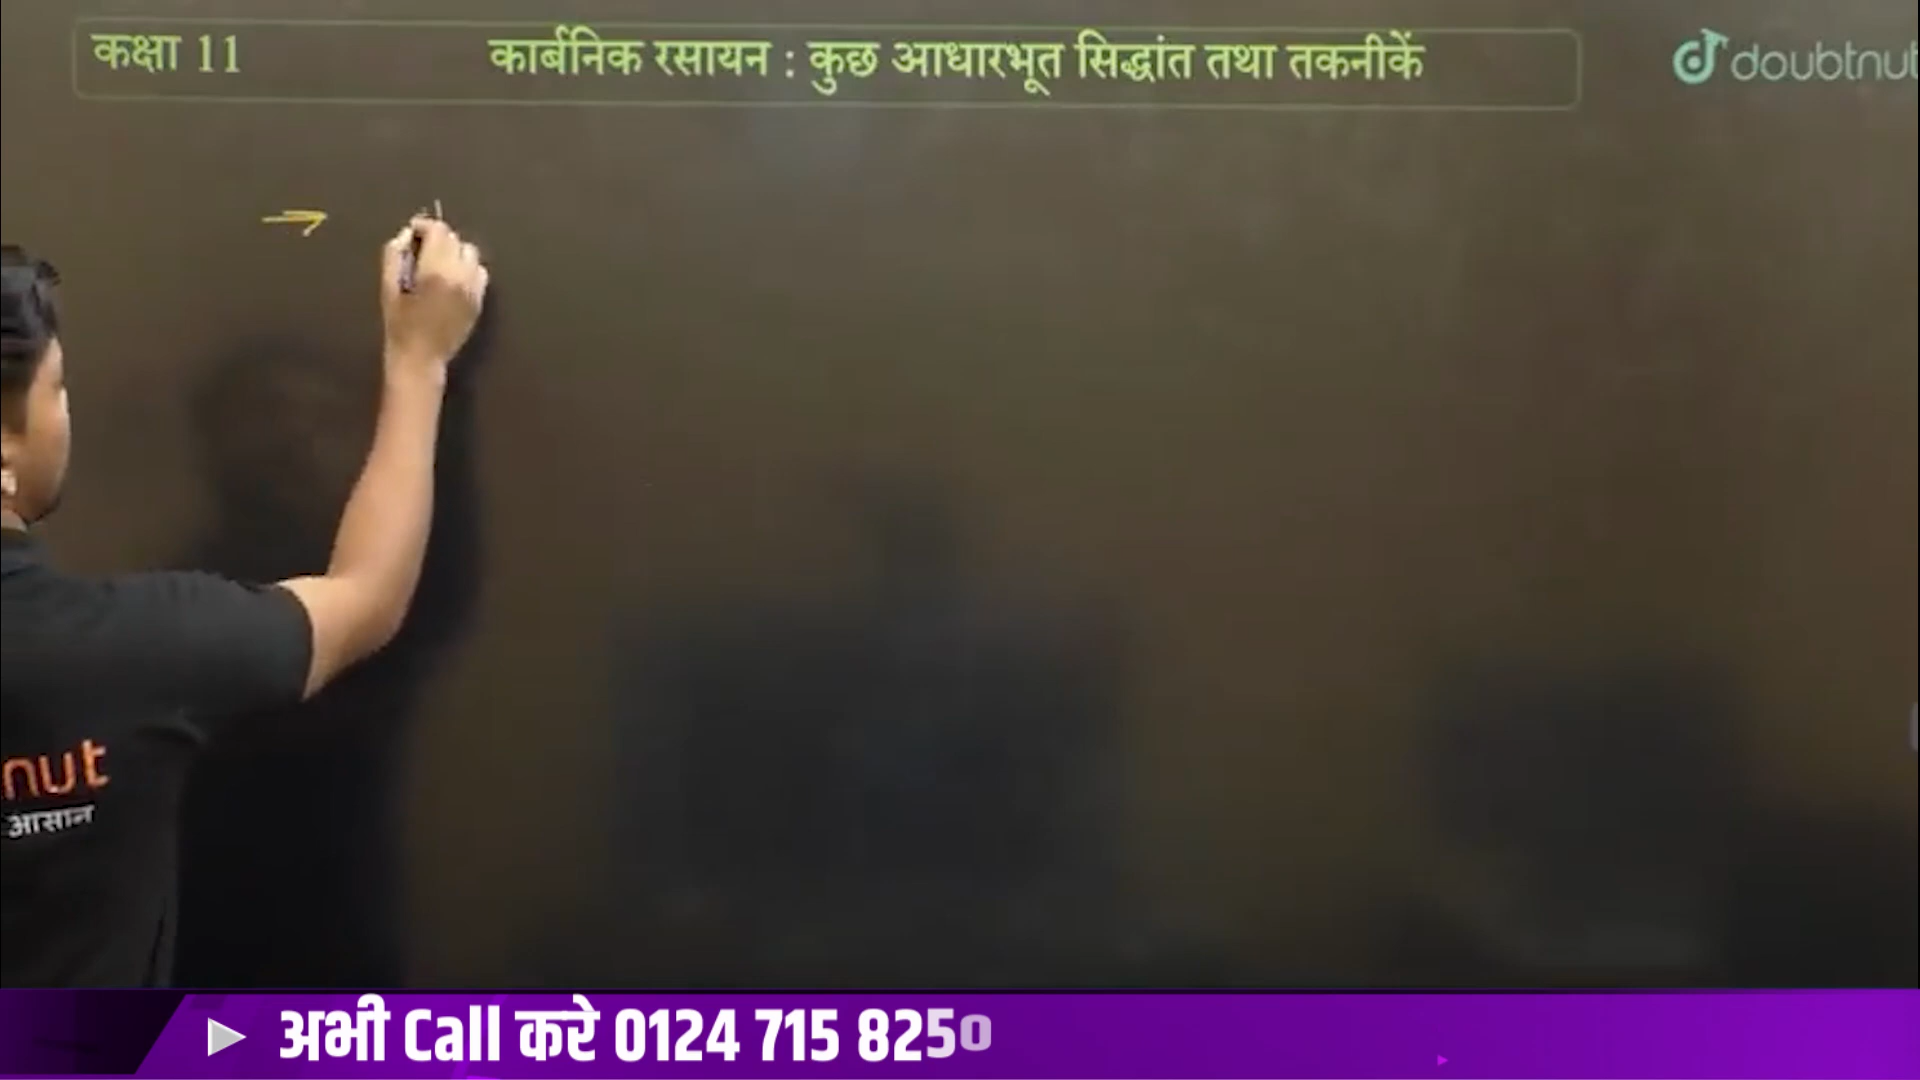 कक्षा 11 कार्बनिक रसायन : कुछ आधारभूत सिद्धांत तथा तकनीकें
doubtnut
nut
आसान
अभी Call करे 0124 715 8250